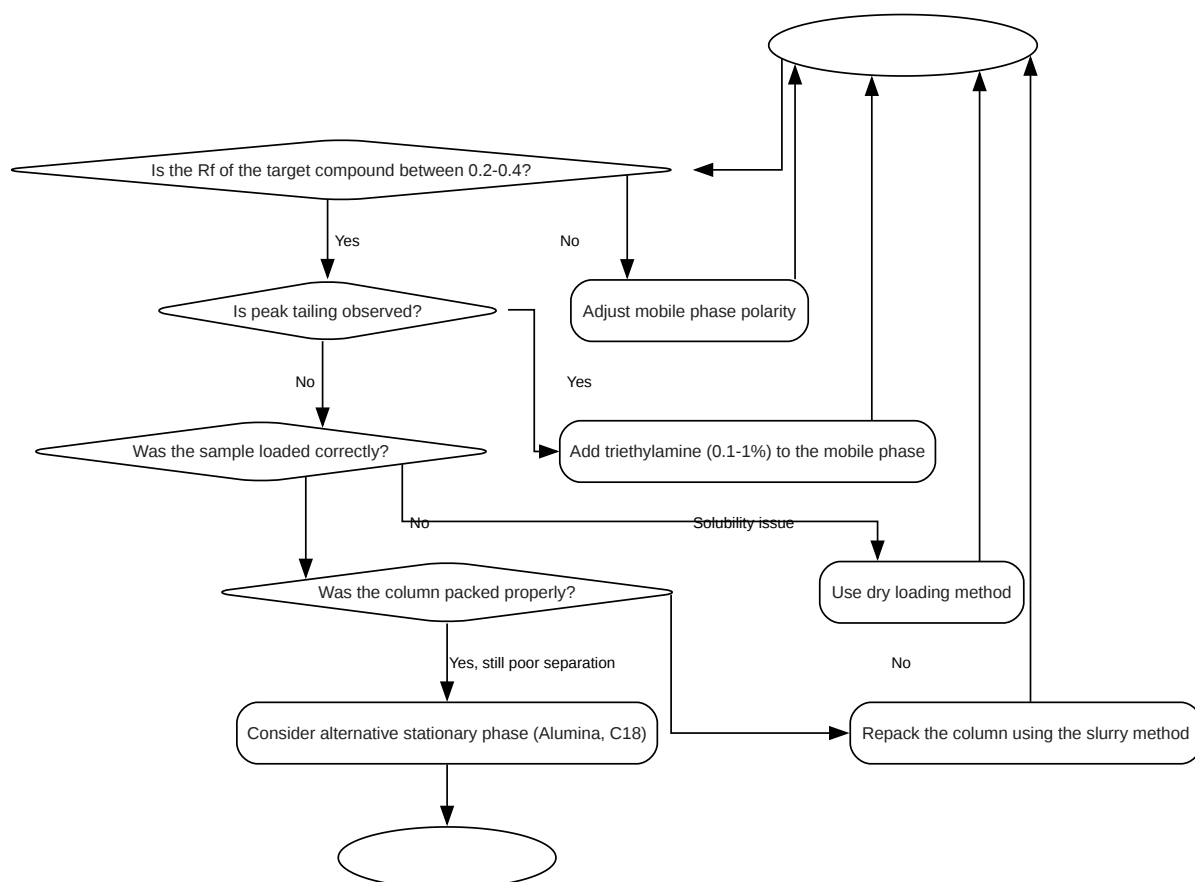 Is the Rf of the target compound between 0.2-0.4?
Yes
No
Is peak tailing observed?
Adjust mobile phase polarity
No
Yes
Was the sample loaded correctly?
Add triethylamine (0.1-1%) to the mobile phase
No
Solubility issue
Was the column packed properly?
Use dry loading method
Yes, still poor separation
No
Consider alternative stationary phase (Alumina, C18)
Repack the column using the slurry method